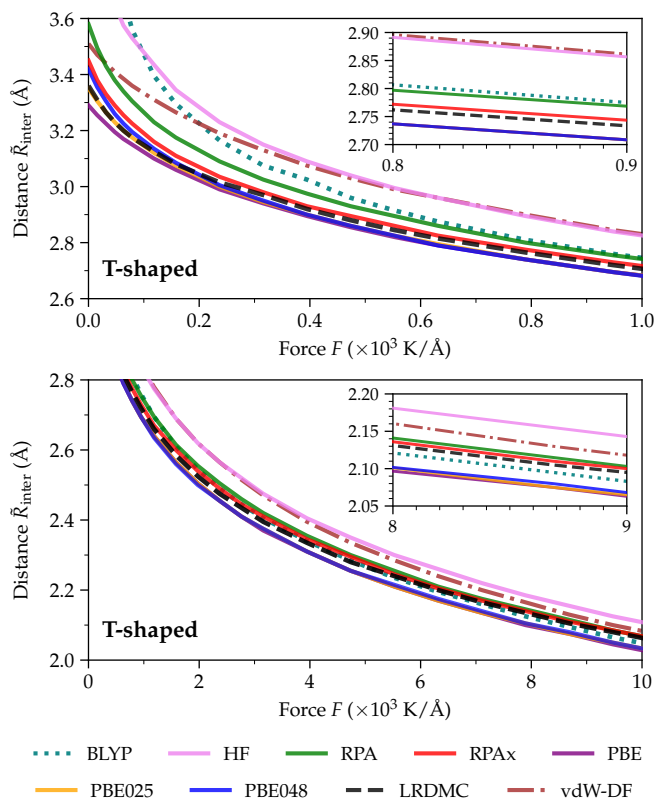 3.6
3.4
3.2
3.0
2.8
2.6
Distance R̃inter (Å)
2.90
2.85
2.80
2.75
2.70
0.8 0.9
T-shaped
0.0 0.2 0.4 0.6 0.8 1.0
Force F (×10³ K/Å)
2.8
2.6
2.4
2.2
2.0
Distance R̃inter (Å)
2.20
2.15
2.10
2.05
8 9
T-shaped
0 2 4 6 8 10
Force F (×10³ K/Å)
BLYP HF RPA RPAx PBE
PBE025 PBE048 LRDMC vdW-DF